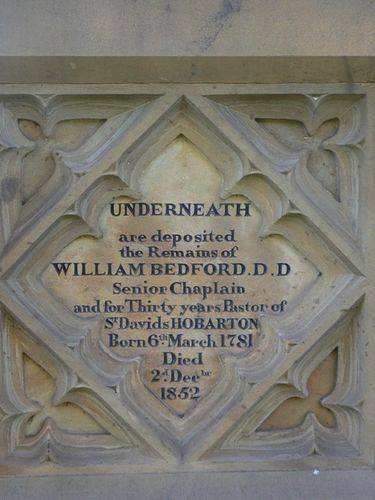 UNDERNEATH
are deposited
the Remains of
WILLIAM BEDFORD.D.D
Senior Chaplain
and for Thirty years Pastor of
St Davids HOBARTON
Born 6th March 1781
Died
2d Decbr
1852